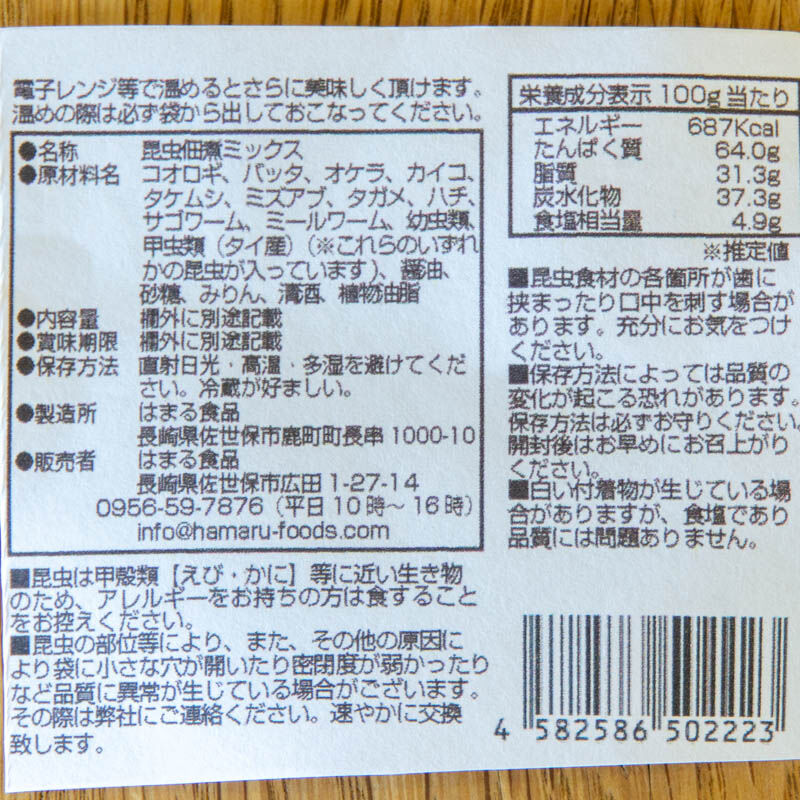 電子レンジ等で温めるとさらに美味しく頂けます。
温めの際は必ず袋から出しておこなってください。
●名称 昆虫佃煮ミックス
●原材料名 コオロギ、バッタ、オケラ、カイコ、
タケムシ、ミズアブ、タガメ、ハチ、
サゴワーム、ミールワーム、幼虫類、
甲虫類（タイ産）（※これらのいずれ
かの昆虫が入っています）、醤油、
砂糖、みりん、清酒、植物油脂
●内容量 欄外に別途記載
●賞味期限 欄外に別途記載
●保存方法 直射日光・高温・多湿を避けてくだ
さい。冷蔵が好ましい。
●製造所 はまる食品
長崎県佐世保市鹿町町長串1000-10
●販売者 はまる食品
長崎県佐世保市広田1-27-14
0956-59-7876（平日10時～16時）
info@hamaru-foods.com
■昆虫は甲殻類【えび・かに】等に近い生き物
のため、アレルギーをお持ちの方は食すること
をお控えください。
■昆虫の部位等により、また、その他の原因に
より袋に小さな穴が開いたり密閉度が弱かったり
など品質に異常が生じている場合がございます。
その際は弊社にご連絡ください。速やかに交換
致します。
栄養成分表示 100g当たり
エネルギー 687Kcal
たんぱく質 64.0g
脂質 31.3g
炭水化物 37.3g
食塩相当量 4.9g
※推定値
■昆虫食材の各箇所が歯に
挟まったり口中を刺す場合が
あります。充分にお気をつけ
ください。
■保存方法によっては品質の
変化が起こる恐れがあります。
保存方法は必ずお守りください。
開封後はお早めにお召上がり
ください。
■白い付着物が生じている場
合がありますが、食塩であり
品質には問題ありません。
4 582586 502223